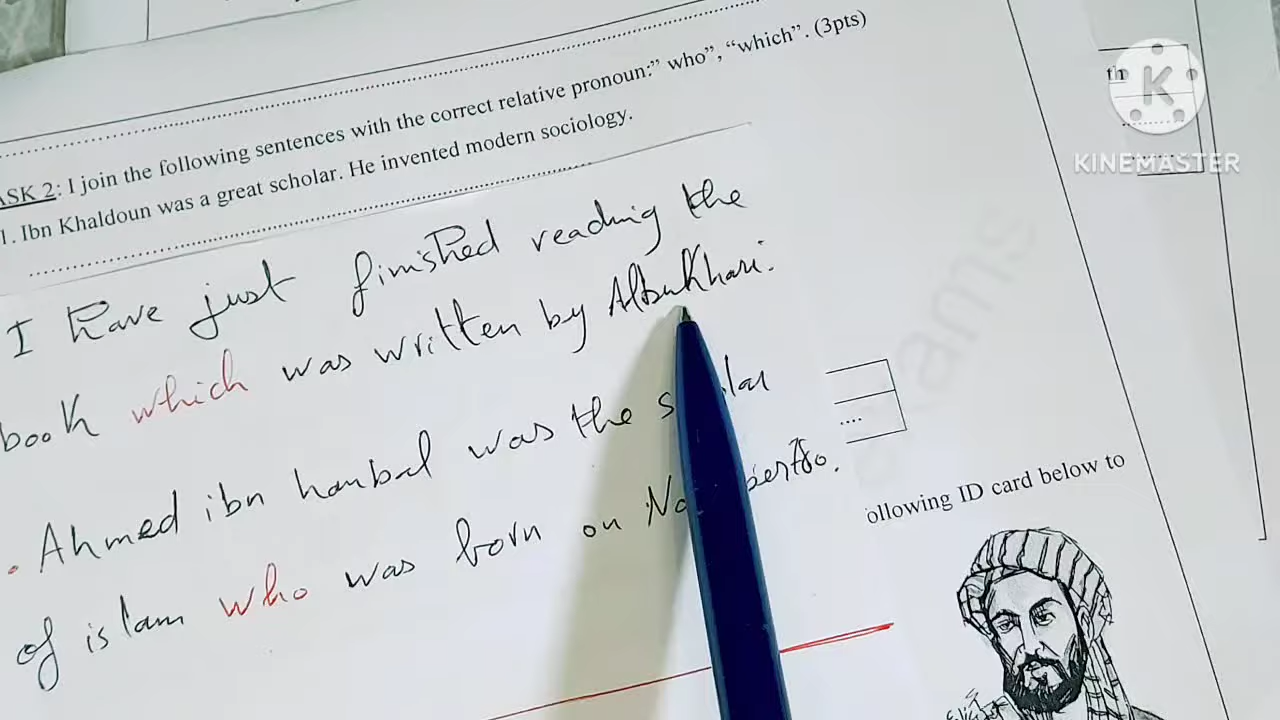 ASK 2: I join the following sentences with the correct relative pronoun:" who", "which". (3pts)
1. Ibn Khaldoun was a great scholar. He invented modern sociology.
I have just finished reading the
book which was written by Albukhari.
. Ahmed ibn hanbal was the
of islam who was born on
ollowing ID card below to
th
KINEMASTER
K